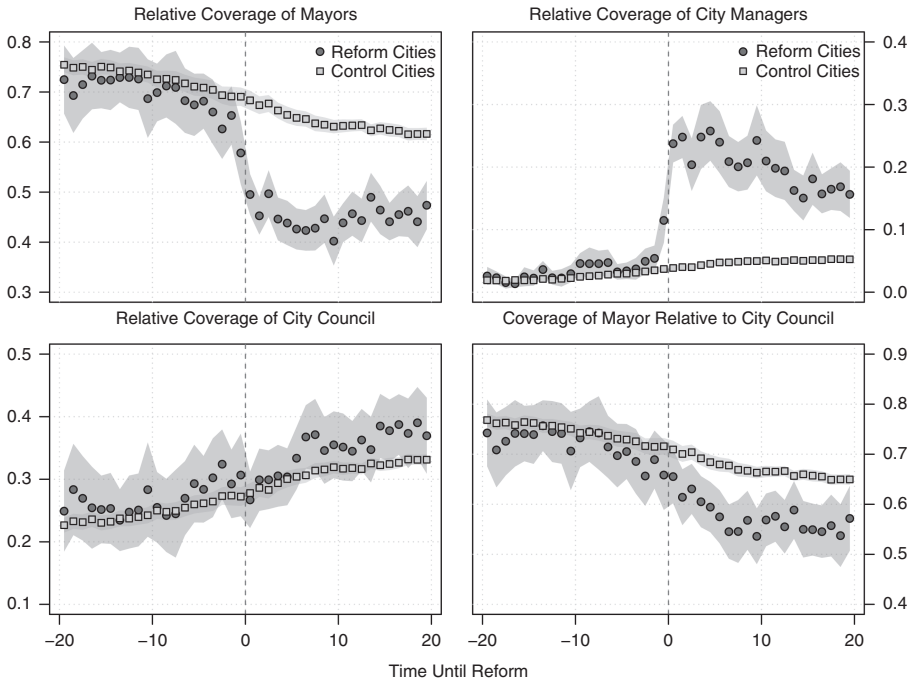 Relative Coverage of Mayors
0.8
0.7
0.6
0.5
0.4
0.3
Reform Cities
Control Cities
Relative Coverage of City Managers
Reform Cities
Control Cities
0.4
0.3
0.2
0.1
0.0
Relative Coverage of City Council
0.5
0.4
0.3
0.2
0.1
−20 −10 0 10 20
Coverage of Mayor Relative to City Council
0.9
0.8
0.7
0.6
0.5
0.4
−20 −10 0 10 20
Time Until Reform